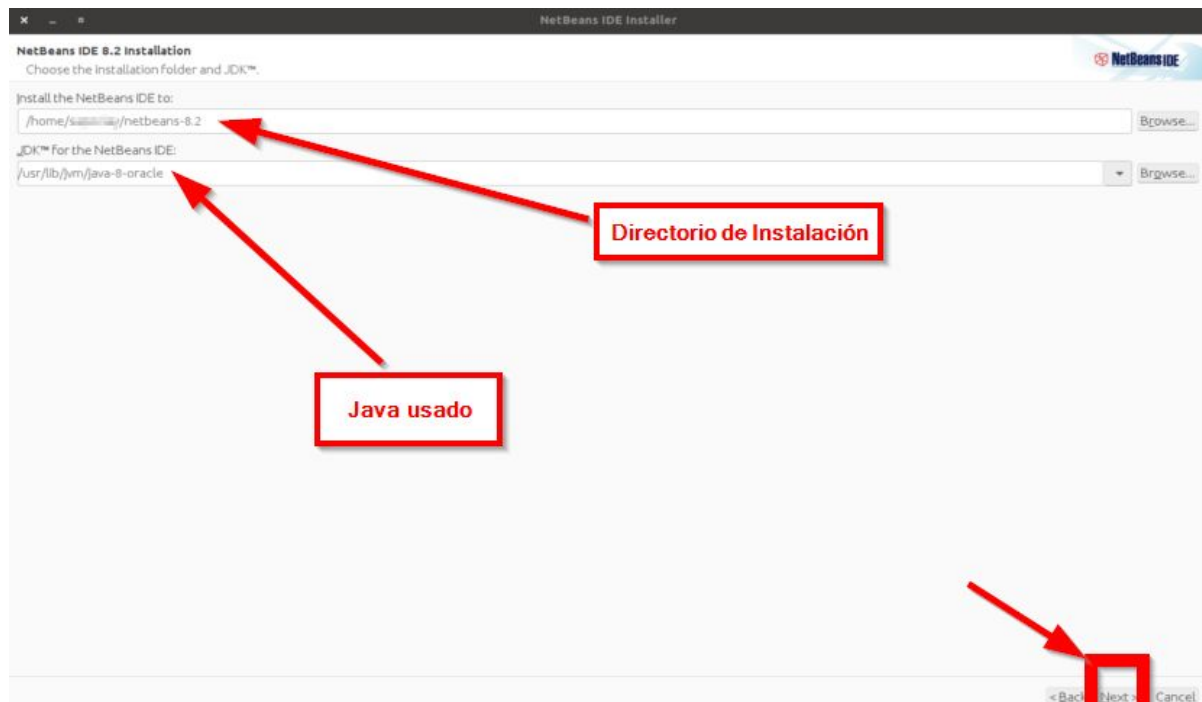 NetBeans IDE Installer
NetBeans IDE 8.2 Installation
Choose the installation folder and JDK™.
NetBeans IDE
Install the NetBeans IDE to:
/home/ /netbeans-8.2
Browse...
JDK™ for the NetBeans IDE:
/usr/lib/jvm/java-8-oracle
Browse...
Directorio de Instalación
Java usado
< Back Next > Cancel